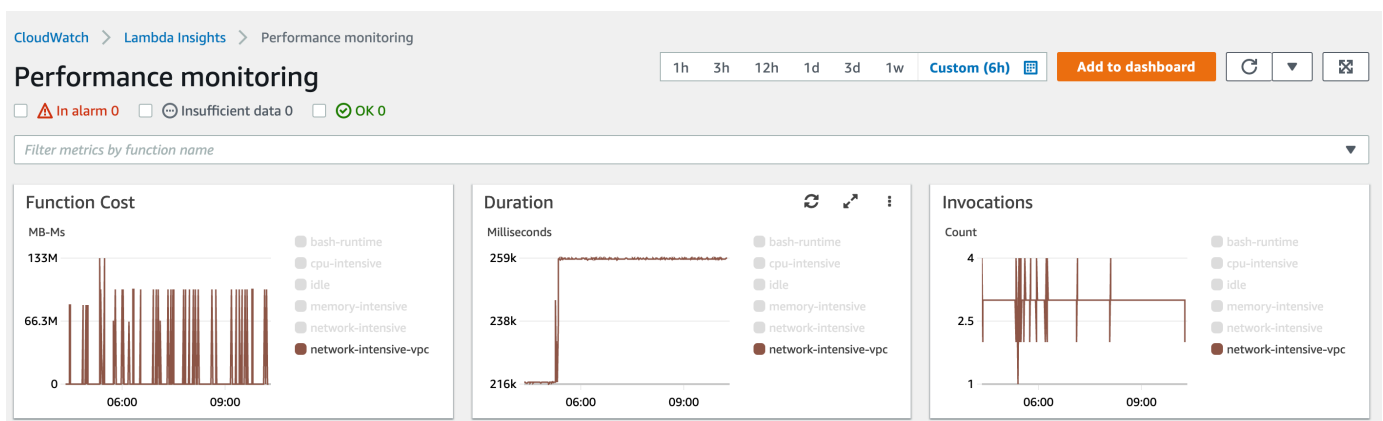 CloudWatch > Lambda Insights > Performance monitoring
Performance monitoring
1h 3h 12h 1d 3d 1w Custom (6h) Add to dashboard
In alarm 0 Insufficient data 0 OK 0
Filter metrics by function name
Function Cost
MB-Ms
133M
66.3M
0
06:00 09:00
bash-runtime
cpu-intensive
idle
memory-intensive
network-intensive
network-intensive-vpc
Duration
Milliseconds
259k
238k
216k
06:00 09:00
bash-runtime
cpu-intensive
idle
memory-intensive
network-intensive
network-intensive-vpc
Invocations
Count
4
2.5
1
06:00 09:00
bash-runtime
cpu-intensive
idle
memory-intensive
network-intensive
network-intensive-vpc